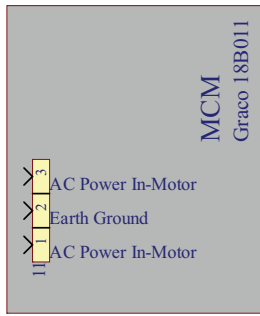 MCM
Graco 18B011
3 AC Power In-Motor
2 Earth Ground
1 AC Power In-Motor
11